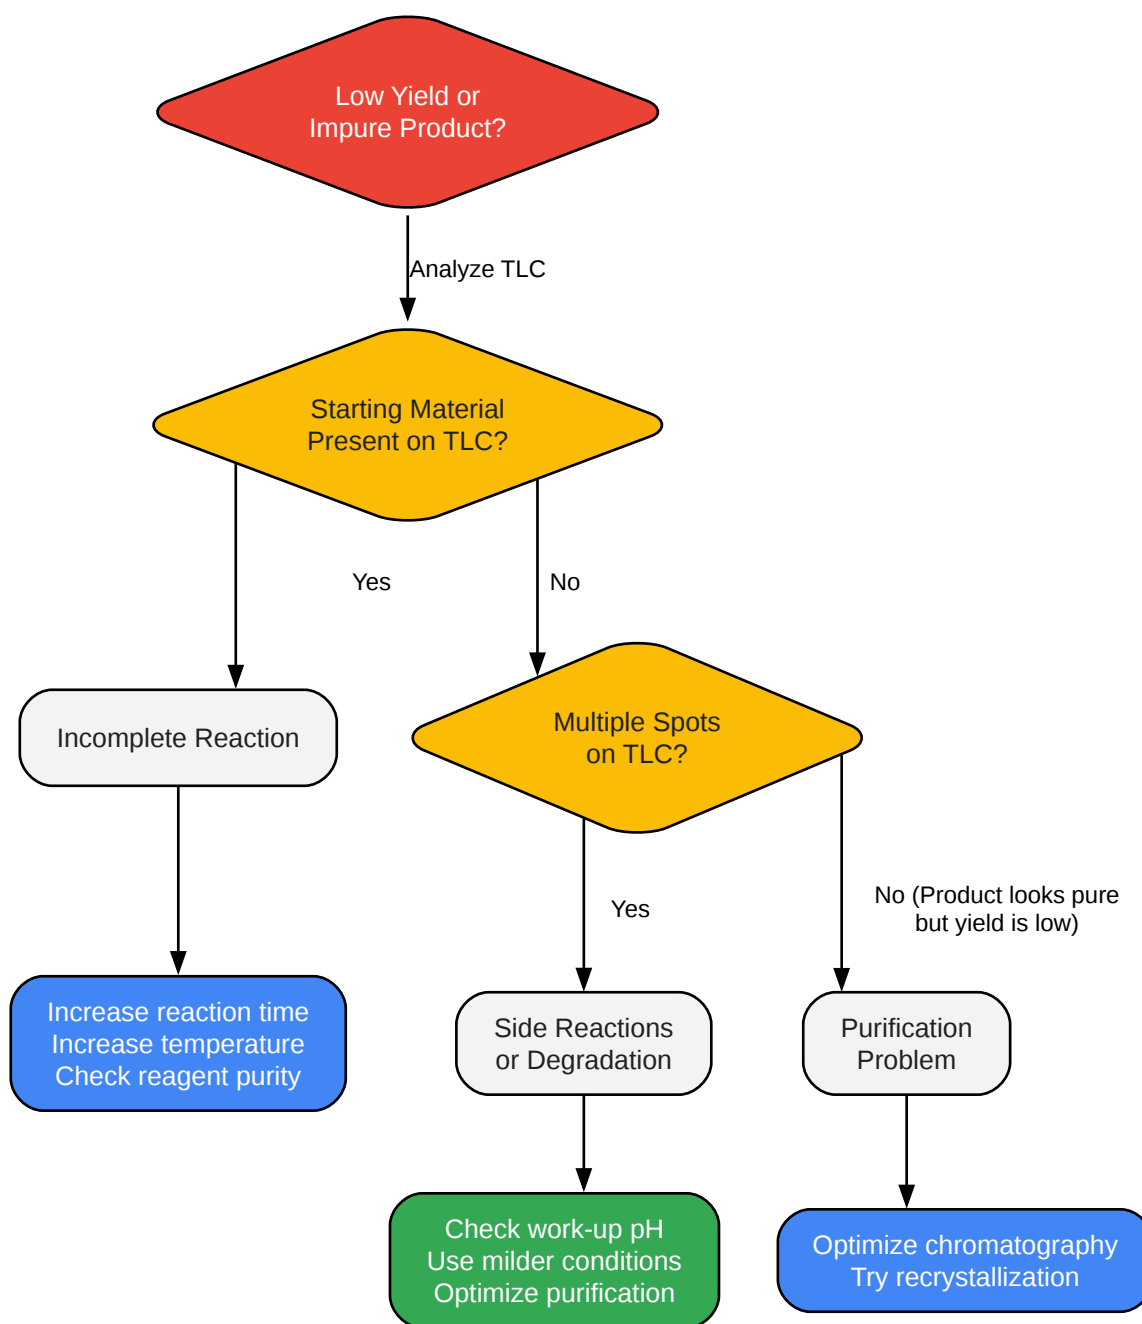 Low Yield or
Impure Product?
Analyze TLC
Starting Material
Present on TLC?
Yes
No
Incomplete Reaction
Multiple Spots
on TLC?
Yes
No (Product looks pure
but yield is low)
Increase reaction time
Increase temperature
Check reagent purity
Side Reactions
or Degradation
Purification
Problem
Check work-up pH
Use milder conditions
Optimize purification
Optimize chromatography
Try recrystallization